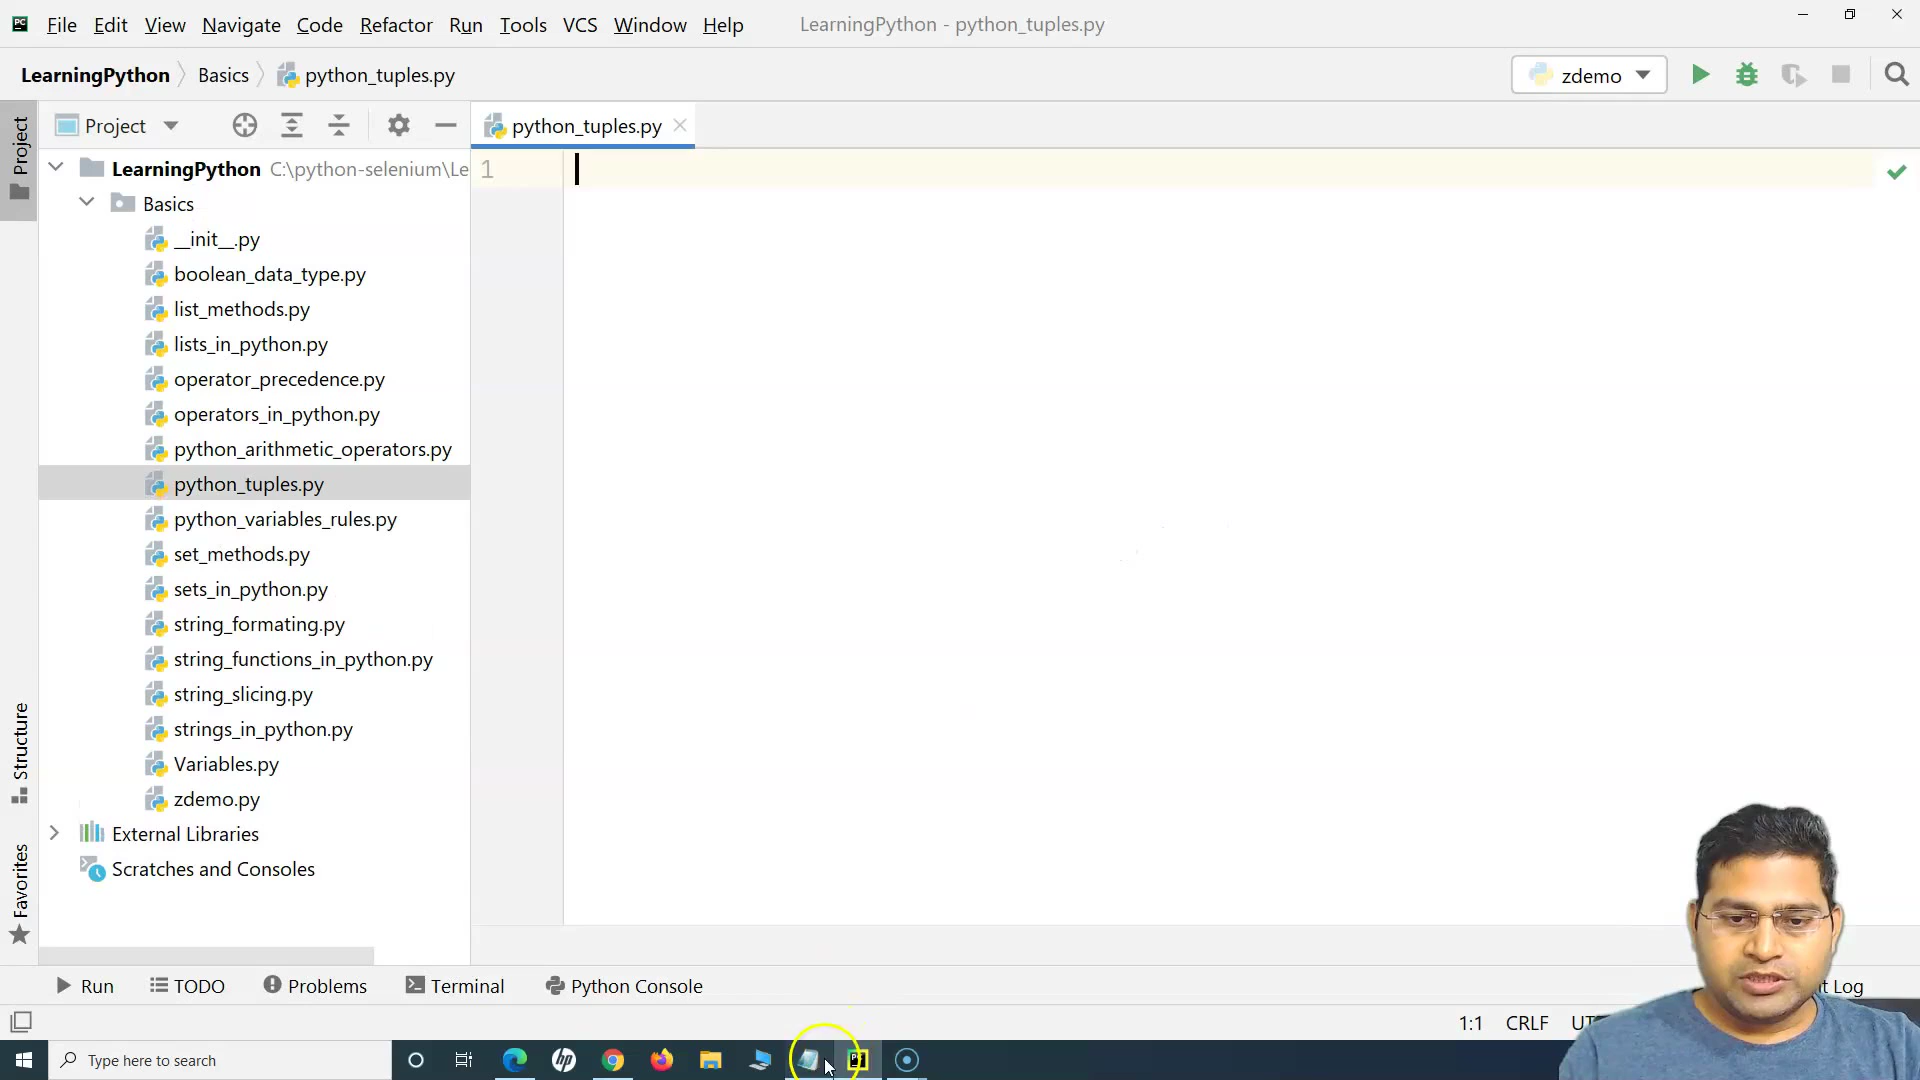 File Edit View Navigate Code Refactor Run Tools VCS Window Help LearningPython - python_tuples.py
LearningPython Basics python_tuples.py zdemo
Project python_tuples.py
Project
LearningPython C:\python-selenium\Le
1
Basics
__init__.py
boolean_data_type.py
list_methods.py
lists_in_python.py
operator_precedence.py
operators_in_python.py
python_arithmetic_operators.py
python_tuples.py
python_variables_rules.py
set_methods.py
sets_in_python.py
string_formating.py
string_functions_in_python.py
string_slicing.py
strings_in_python.py
Variables.py
zdemo.py
External Libraries
Scratches and Consoles
Structure
Favorites
Run TODO Problems Terminal Python Console Log
1:1 CRLF
Type here to search